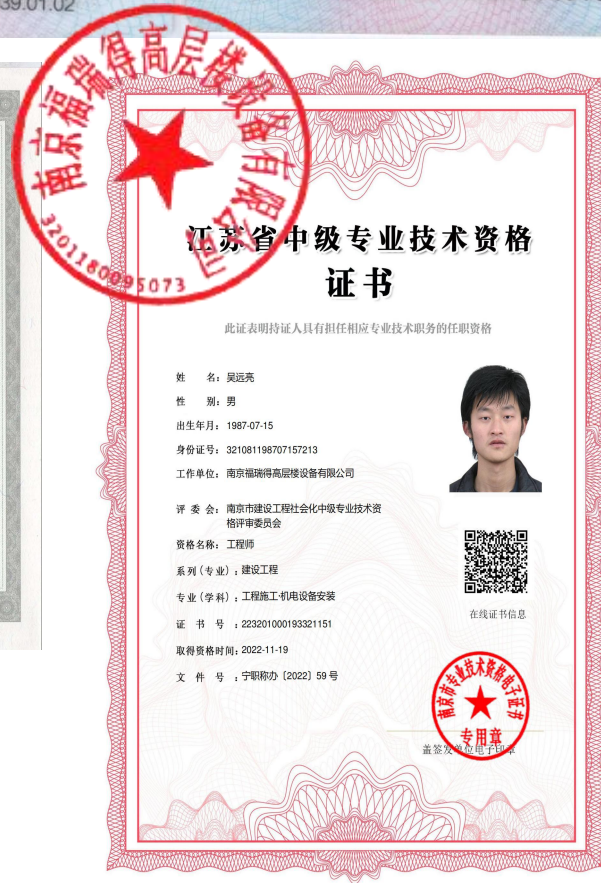 39.01.02
南京福瑞得高层楼设备有限公司
3201180095073
江苏省中级专业技术资格
证书
此证表明持证人具有担任相应专业技术职务的任职资格
姓 名：吴远亮
性 别：男
出生年月：1987-07-15
身份证号：321081198707157213
工作单位：南京福瑞得高层楼设备有限公司
评 委 会：南京市建设工程社会化中级专业技术资
格评审委员会
资格名称：工程师
系列(专业)：建设工程
专业(学科)：工程施工·机电设备安装
证 书 号：223201000193321151
取得资格时间：2022-11-19
文 件 号：宁职称办〔2022〕59号
在线证书信息
南京市专业技术资格电子证书
专用章
盖签发单位电子印章